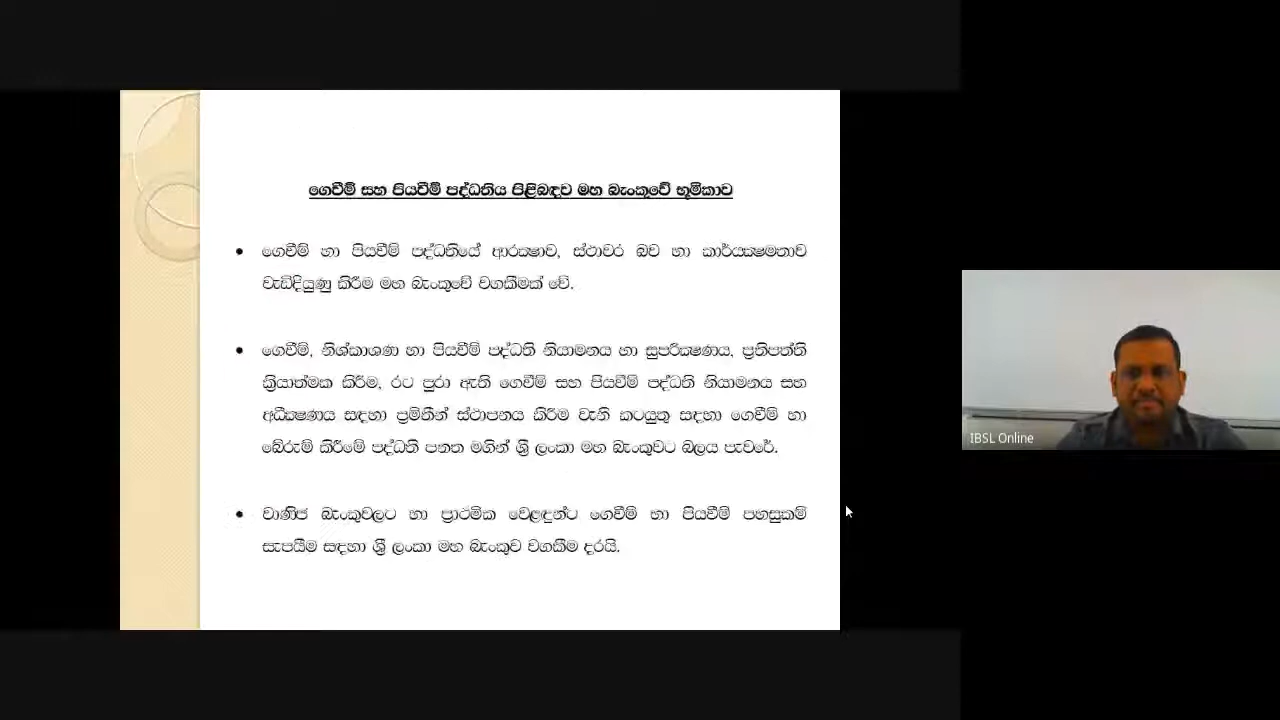 ගෙවීම් සහ පියවීම් පද්ධතිය පිළිබඳව මහ බැංකුවේ භූමිකාව
• ගෙවීම් හා පියවීම් පද්ධතියේ ආරක්‍ෂාව, ස්ථාවර බව හා කාර්යක්‍ෂමතාව
වැඩිදියුණු කිරීම මහ බැංකුවේ වගකීමක් වේ.
• ගෙවීම්, නිශ්කාශණ හා පියවීම් පද්ධති නියාමනය හා සුපරීක්‍ෂණය, ප්‍රතිපත්ති
ක්‍රියාත්මක කිරීම, රට පුරා ඇති ගෙවීම් සහ පියවීම් පද්ධති නියාමනය සහ
අධීක්‍ෂණය සඳහා ප්‍රමිතීන් ස්ථාපනය කිරීම වැනි කටයුතු සඳහා ගෙවීම් හා
බේරුම් කිරීමේ පද්ධති පනත මගින් ශ්‍රී ලංකා මහ බැංකුවට බලය පැවරේ.
• වාණිජ බැංකුවලට හා ප්‍රාථමික වෙළඳුන්ට ගෙවීම් හා පියවීම් පහසුකම්
සැපයීම සඳහා ශ්‍රී ලංකා මහ බැංකුව වගකීම දරයි.
IBSL Online